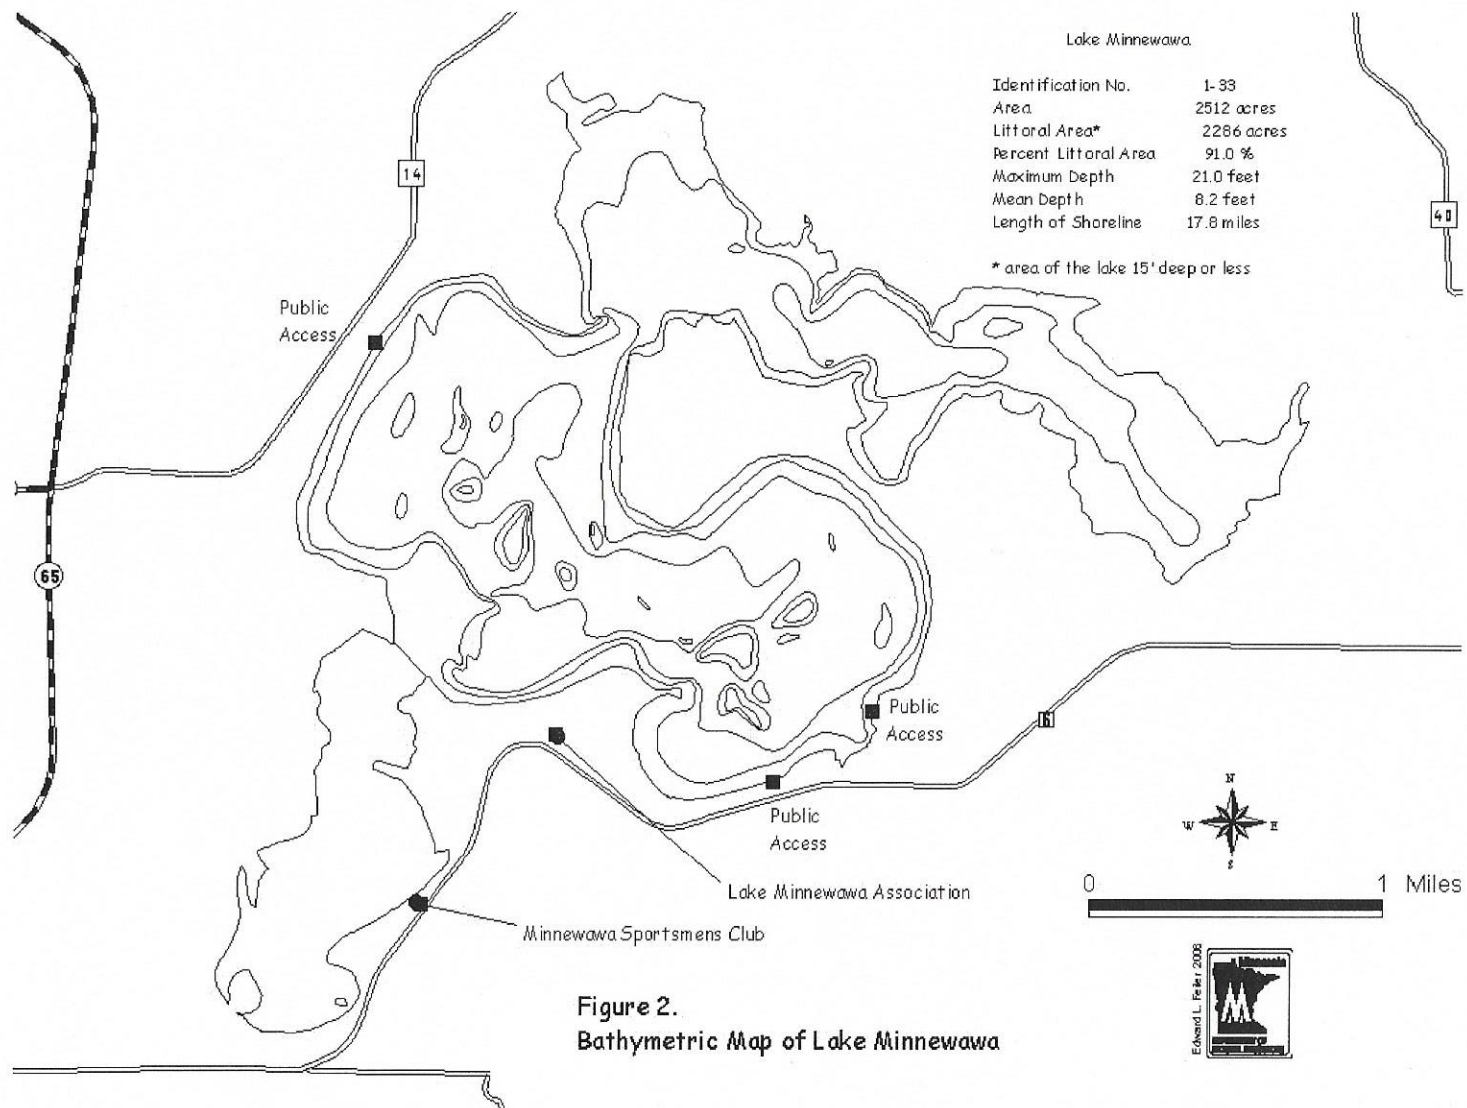 Lake Minnewawa
Identification No. 1-33
Area 2512 acres
Littoral Area* 2286 acres
Percent Littoral Area 91.0 %
Maximum Depth 21.0 feet
Mean Depth 8.2 feet
Length of Shoreline 17.8 miles
* area of the lake 15' deep or less
14
40
Public
Access
65
Public
Access
6
Public
Access
N
W E
S
0 1 Miles
Lake Minnewawa Association
Minnewawa Sportsmens Club
Figure 2.
Bathymetric Map of Lake Minnewawa
Edward L. Feiler 2006
Minnesota